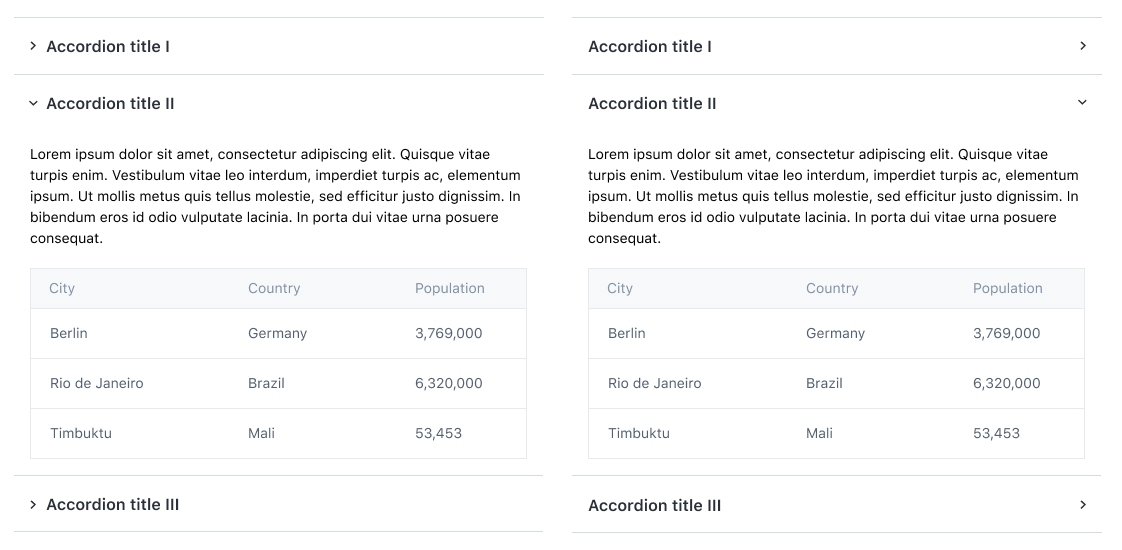 Accordion title I
Accordion title II
Lorem ipsum dolor sit amet, consectetur adipiscing elit. Quisque vitae
turpis enim. Vestibulum vitae leo interdum, imperdiet turpis ac, elementum
ipsum. Ut mollis metus quis tellus molestie, sed efficitur justo dignissim. In
bibendum eros id odio vulputate lacinia. In porta dui vitae urna posuere
consequat.
City Country Population
Berlin Germany 3,769,000
Rio de Janeiro Brazil 6,320,000
Timbuktu Mali 53,453
Accordion title III
Accordion title I
Accordion title II
Lorem ipsum dolor sit amet, consectetur adipiscing elit. Quisque vitae
turpis enim. Vestibulum vitae leo interdum, imperdiet turpis ac, elementum
ipsum. Ut mollis metus quis tellus molestie, sed efficitur justo dignissim. In
bibendum eros id odio vulputate lacinia. In porta dui vitae urna posuere
consequat.
City Country Population
Berlin Germany 3,769,000
Rio de Janeiro Brazil 6,320,000
Timbuktu Mali 53,453
Accordion title III